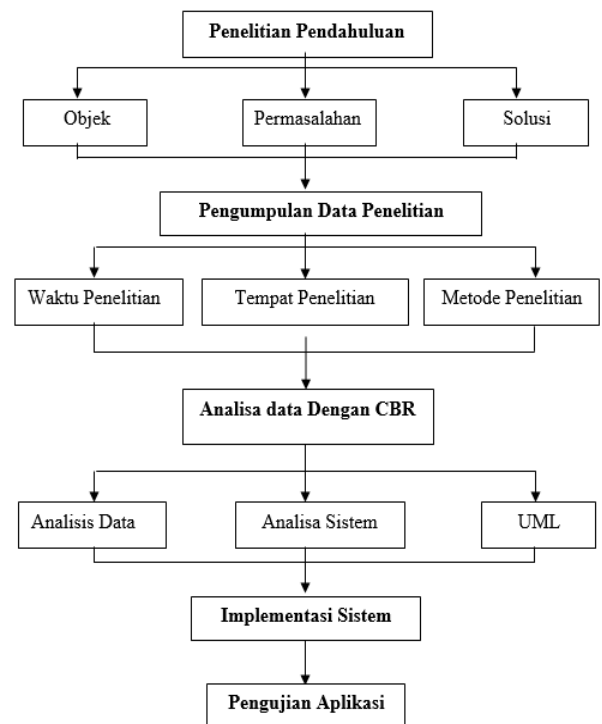 Penelitian Pendahuluan
Objek
Permasalahan
Solusi
Pengumpulan Data Penelitian
Waktu Penelitian
Tempat Penelitian
Metode Penelitian
Analisa data Dengan CBR
Analisis Data
Analisa Sistem
UML
Implementasi Sistem
Pengujian Aplikasi